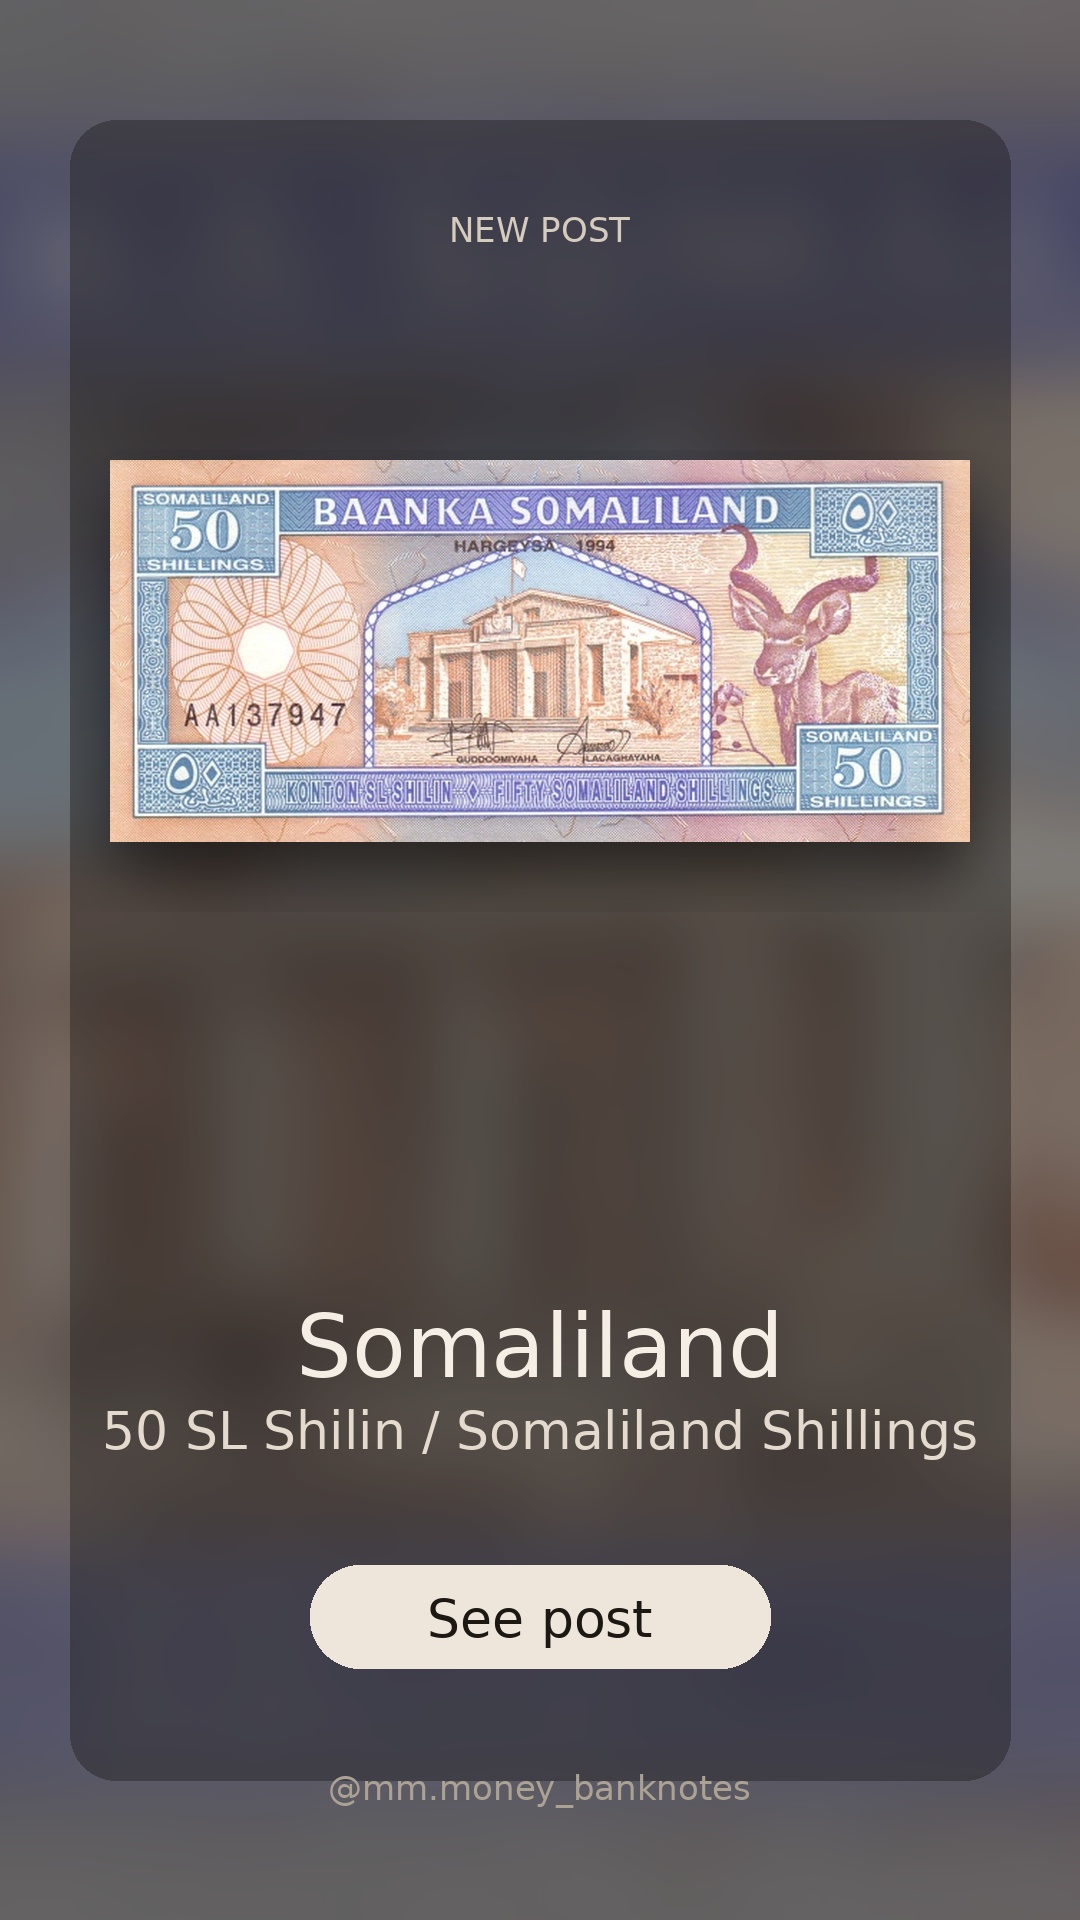 NEW POST
SOMALILAND
50
SHILLINGS
BAANKA SOMALILAND
٥٠
HARGEYSA 1994
AA137947
GUDDOOMIYAHA
LACAGHAYAHA
٥٠
شلن
KONTON SL SHILIN ◊ FIFTY SOMALILAND SHILLINGS
SOMALILAND
50
SHILLINGS
Somaliland
50 SL Shilin / Somaliland Shillings
See post
@mm.money_banknotes